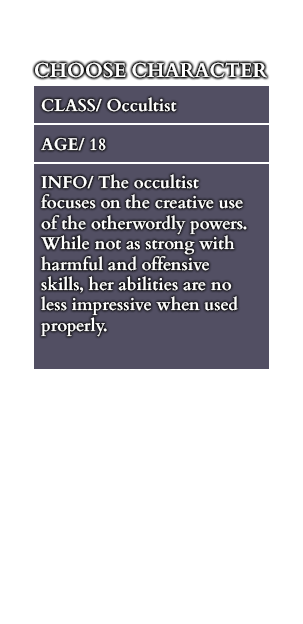 CHOOSE CHARACTER
CLASS/ Occultist
AGE/ 18
INFO/ The occultist
focuses on the creative use
of the otherwordly powers.
While not as strong with
harmful and offensive
skills, her abilities are no
less impressive when used
properly.